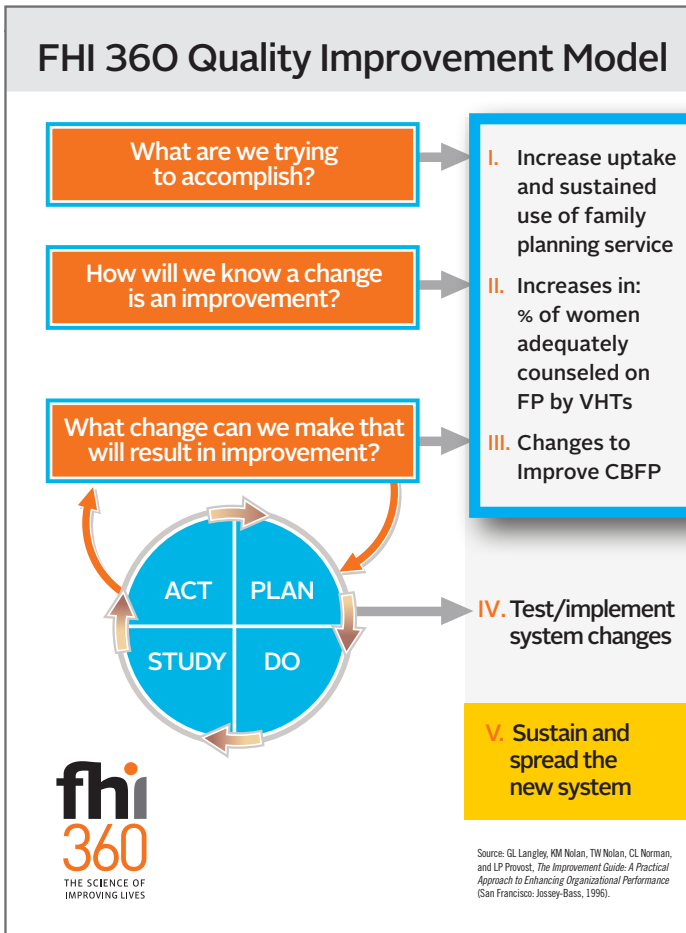 FHI 360 Quality Improvement Model
What are we trying
to accomplish?
I. Increase uptake
and sustained
use of family
planning service
How will we know a change
is an improvement?
II. Increases in:
% of women
adequately
counseled on
FP by VHTs
What change can we make that
will result in improvement?
III. Changes to
Improve CBFP
ACT
PLAN
STUDY
DO
IV. Test/implement
system changes
V. Sustain and
spread the
new system
fhi
360
THE SCIENCE OF
IMPROVING LIVES
Source: GL Langley, KM Nolan, TW Nolan, CL Norman,
and LP Provost, The Improvement Guide: A Practical
Approach to Enhancing Organizational Performance
(San Francisco: Jossey-Bass, 1996).